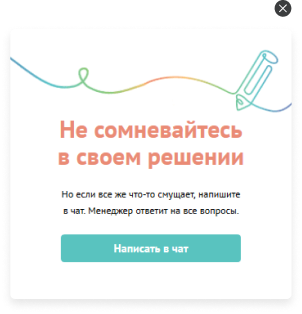 Не сомневайтесь
в своем решении
Но если все же что-то смущает, напишите
в чат. Менеджер ответит на все вопросы.
Написать в чат